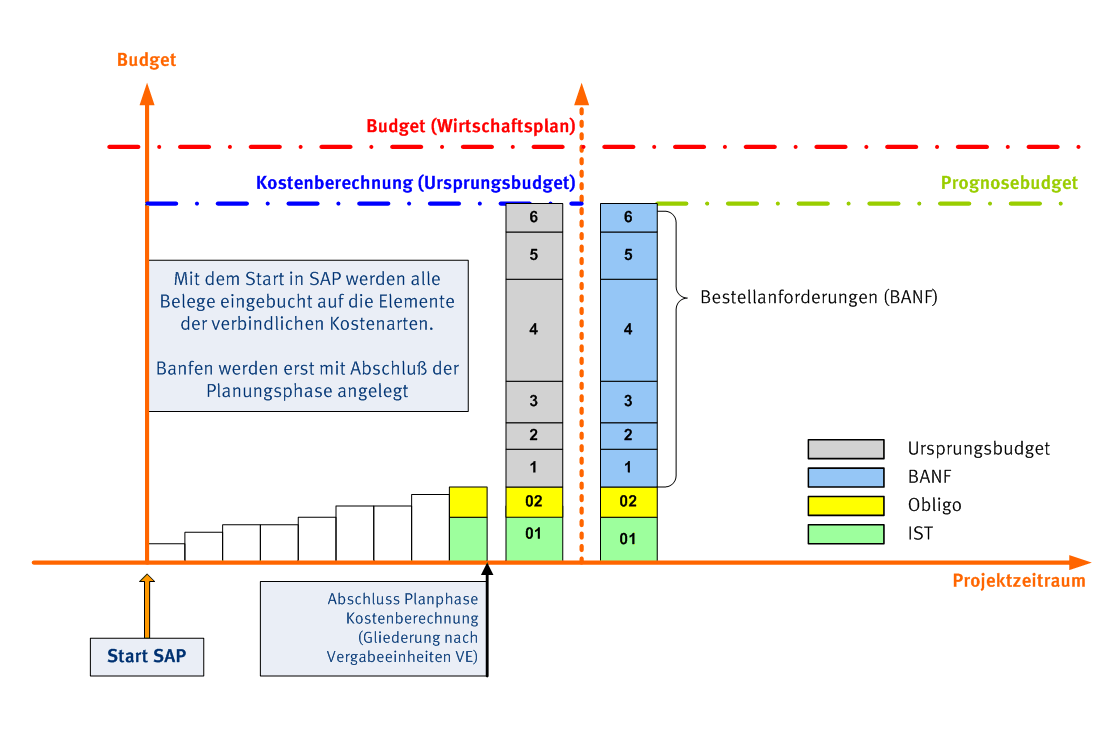 Budget
Budget (Wirtschaftsplan)
Kostenberechnung (Ursprungsbudget)
Prognosebudget
Mit dem Start in SAP werden alle
Belege eingebucht auf die Elemente
der verbindlichen Kostenarten.
Banfen werden erst mit Abschluß der
Planungsphase angelegt
6
5
4
3
2
1
02
01
6
5
4
3
2
1
02
01
Bestellanforderungen (BANF)
Ursprungsbudget
BANF
Obligo
IST
Projektzeitraum
Start SAP
Abschluss Planphase
Kostenberechnung
(Gliederung nach
Vergabeeinheiten VE)